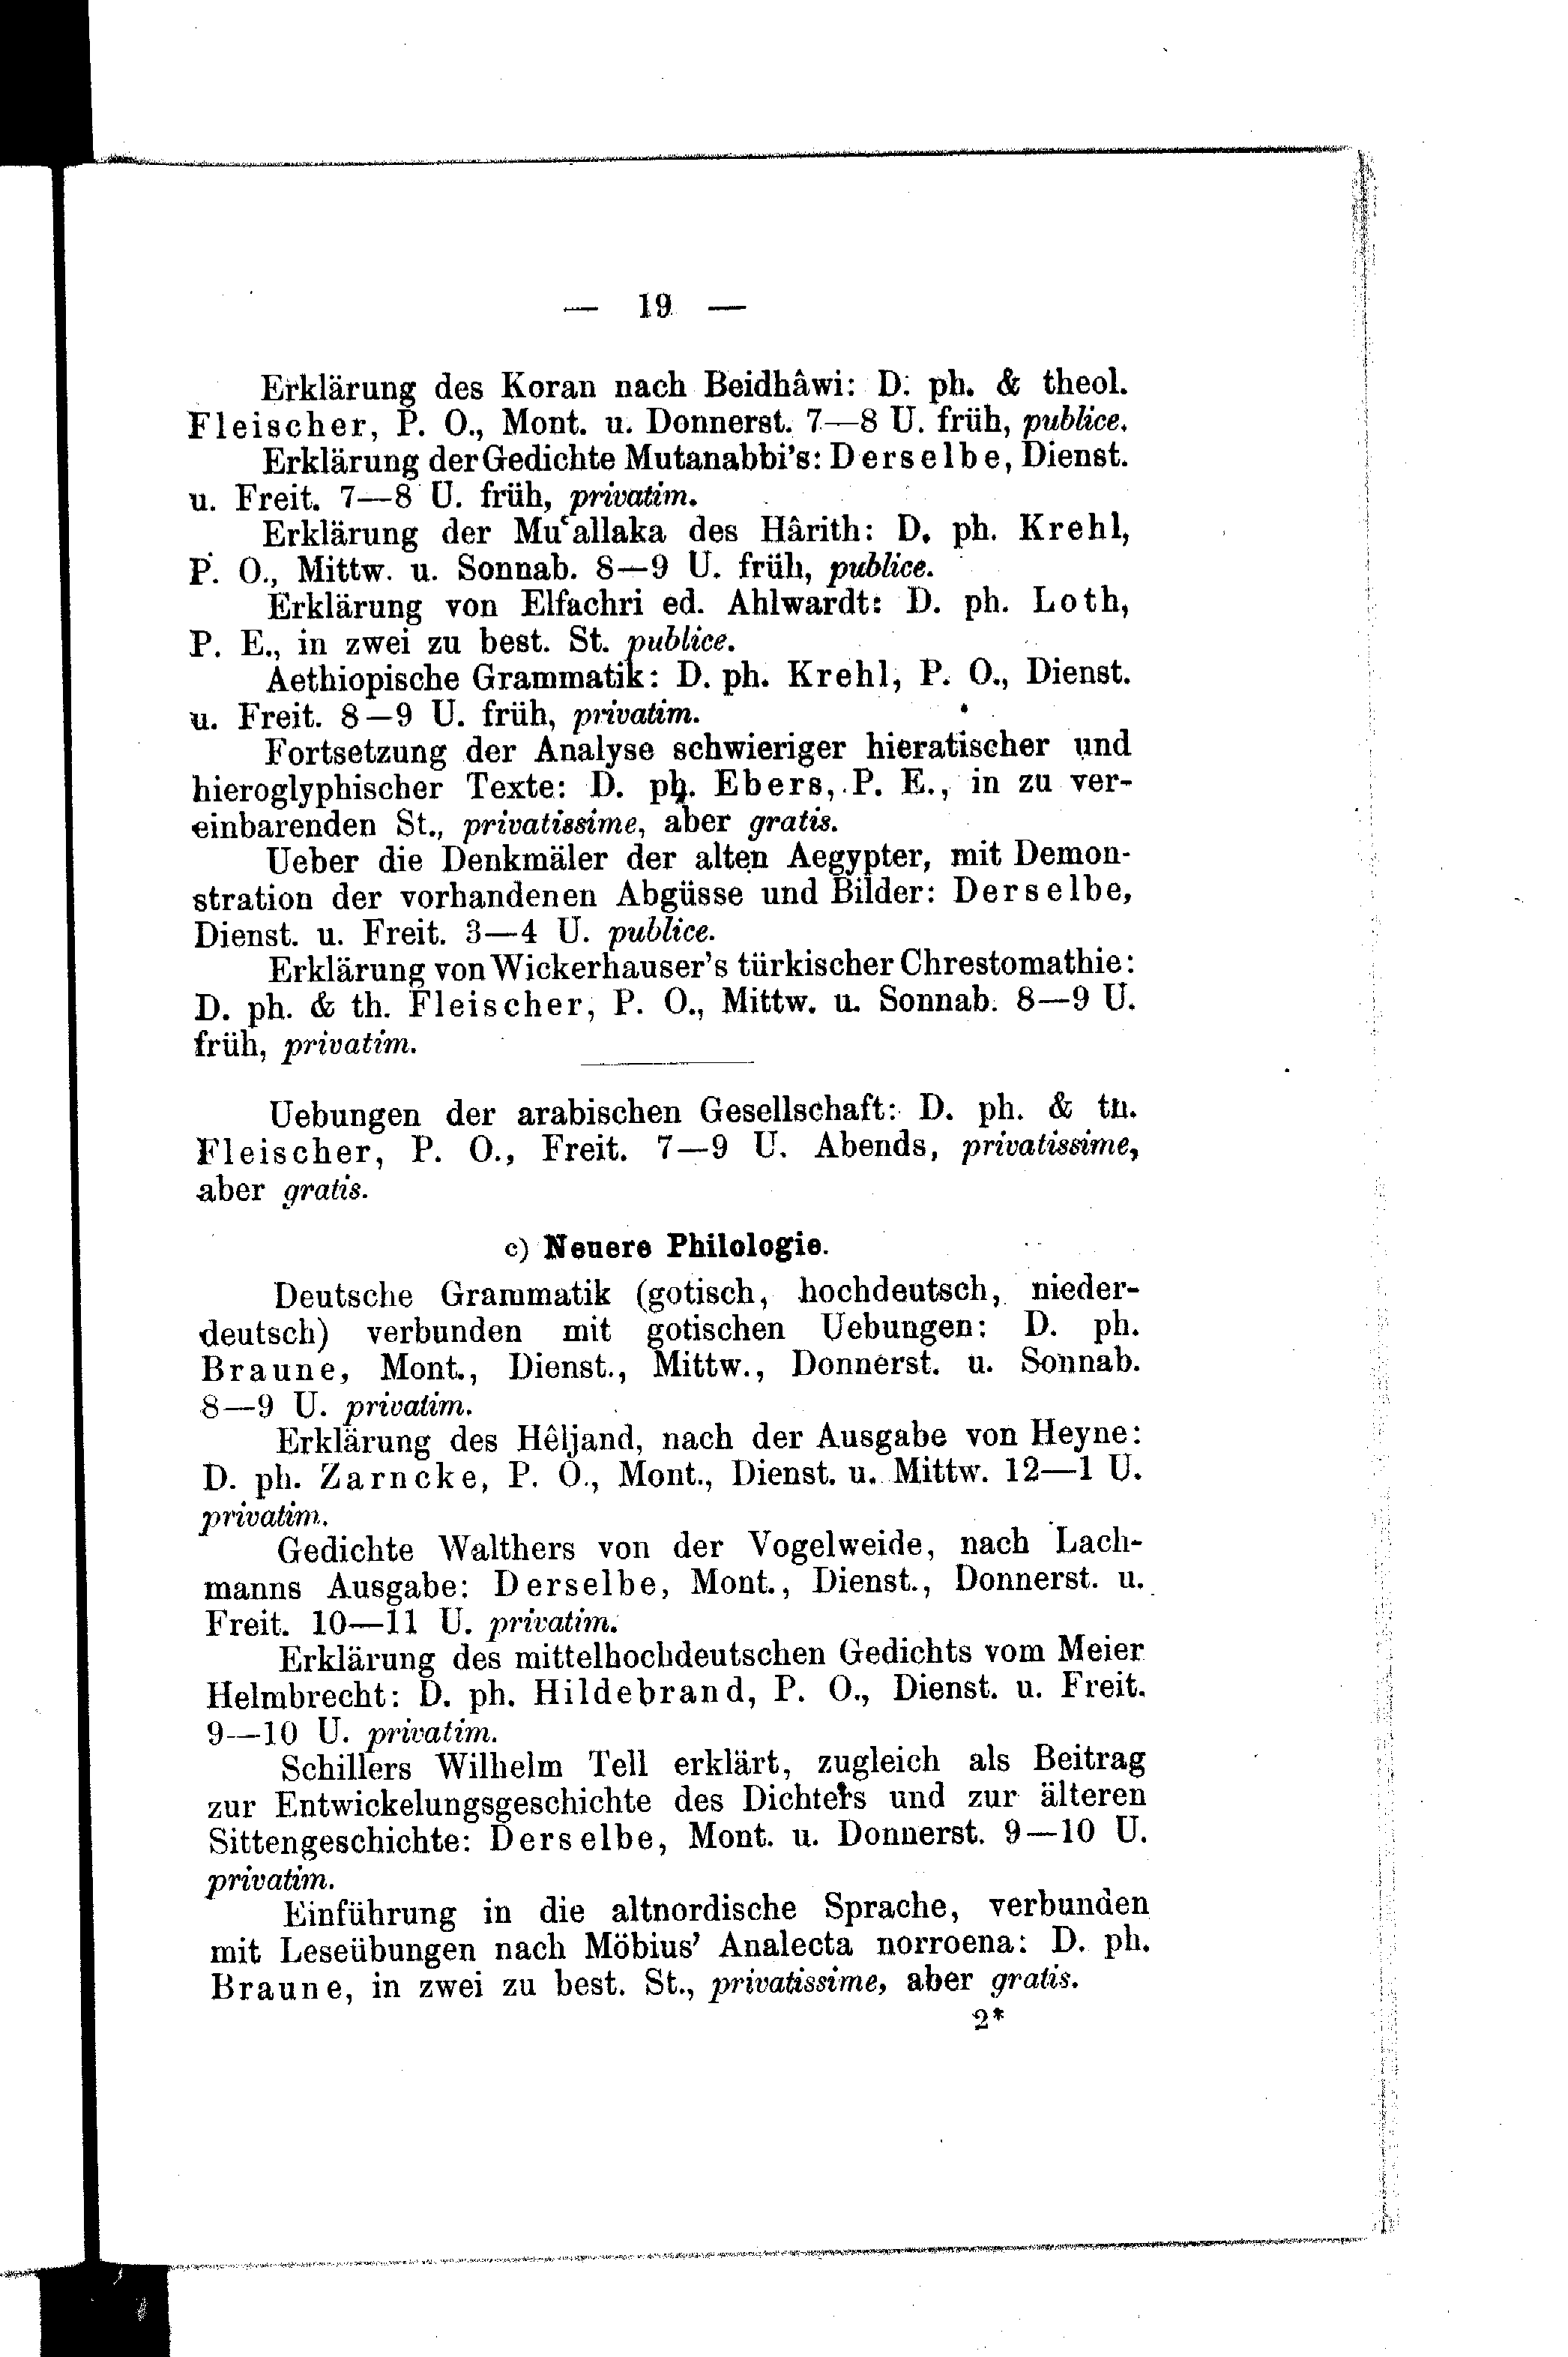 — 19 —
Erklärung des Koran nach Beidhâwi: D. ph. & theol.
Fleischer, P. O., Mont. u. Donnerst. 7—8 U. früh, publice.
Erklärung der Gedichte Mutanabbi's: Derselbe, Dienst.
u. Freit. 7—8 U. früh, privatim.
Erklärung der Mu‘allaka des Hârith: D. ph. Krehl,
P. O., Mittw. u. Sonnab. 8—9 U. früh, publice.
Erklärung von Elfachri ed. Ahlwardt: D. ph. Loth,
P. E., in zwei zu best. St. publice.
Aethiopische Grammatik: D. ph. Krehl, P. O., Dienst.
u. Freit. 8—9 U. früh, privatim.
Fortsetzung der Analyse schwieriger hieratischer und
hieroglyphischer Texte: D. ph. Ebers, P. E., in zu ver-
einbarenden St., privatissime, aber gratis.
Ueber die Denkmäler der alten Aegypter, mit Demon-
stration der vorhandenen Abgüsse und Bilder: Derselbe,
Dienst. u. Freit. 3—4 U. publice.
Erklärung von Wickerhauser's türkischer Chrestomathie:
D. ph. & th. Fleischer, P. O., Mittw. u. Sonnab. 8—9 U.
früh, privatim.
Uebungen der arabischen Gesellschaft: D. ph. & th.
Fleischer, P. O., Freit. 7—9 U. Abends, privatissime,
aber gratis.
c) Neuere Philologie.
Deutsche Grammatik (gotisch, hochdeutsch, nieder-
deutsch) verbunden mit gotischen Uebungen: D. ph.
Braune, Mont., Dienst., Mittw., Donnerst. u. Sonnab.
8—9 U. privatim.
Erklärung des Hêljand, nach der Ausgabe von Heyne:
D. ph. Zarncke, P. O., Mont., Dienst. u. Mittw. 12—1 U.
privatim.
Gedichte Walthers von der Vogelweide, nach Lach-
manns Ausgabe: Derselbe, Mont., Dienst., Donnerst. u.
Freit. 10—11 U. privatim.
Erklärung des mittelhochdeutschen Gedichts vom Meier
Helmbrecht: D. ph. Hildebrand, P. O., Dienst. u. Freit.
9—10 U. privatim.
Schillers Wilhelm Tell erklärt, zugleich als Beitrag
zur Entwickelungsgeschichte des Dichters und zur älteren
Sittengeschichte: Derselbe, Mont. u. Donnerst. 9—10 U.
privatim.
Einführung in die altnordische Sprache, verbunden
mit Leseübungen nach Möbius' Analecta norroena: D. ph.
Braune, in zwei zu best. St., privatissime, aber gratis.
2*